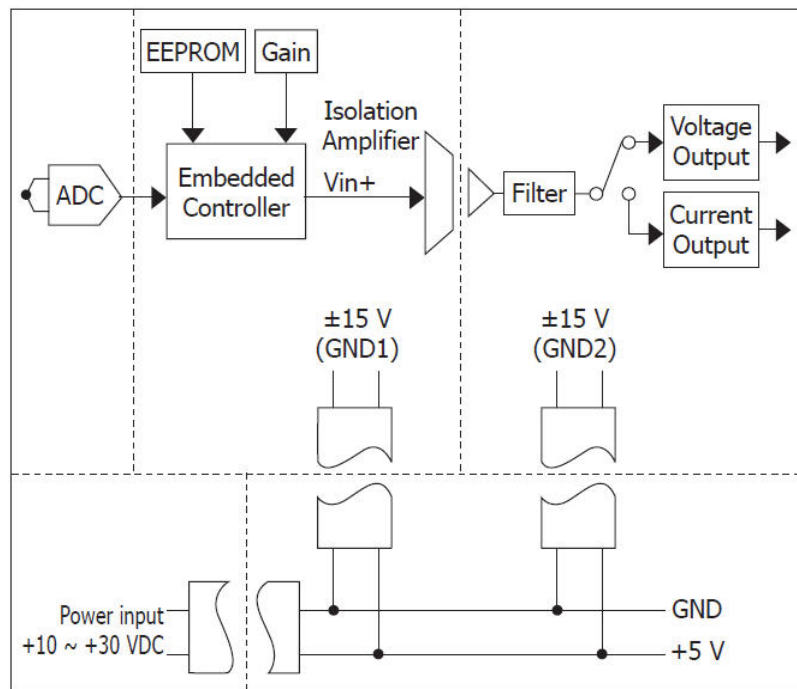 EEPROM
Gain
Isolation
Amplifier
Vin+
ADC
Embedded
Controller
Filter
Voltage
Output
Current
Output
±15 V
(GND1)
±15 V
(GND2)
Power input
+10 ~ +30 VDC
GND
+5 V